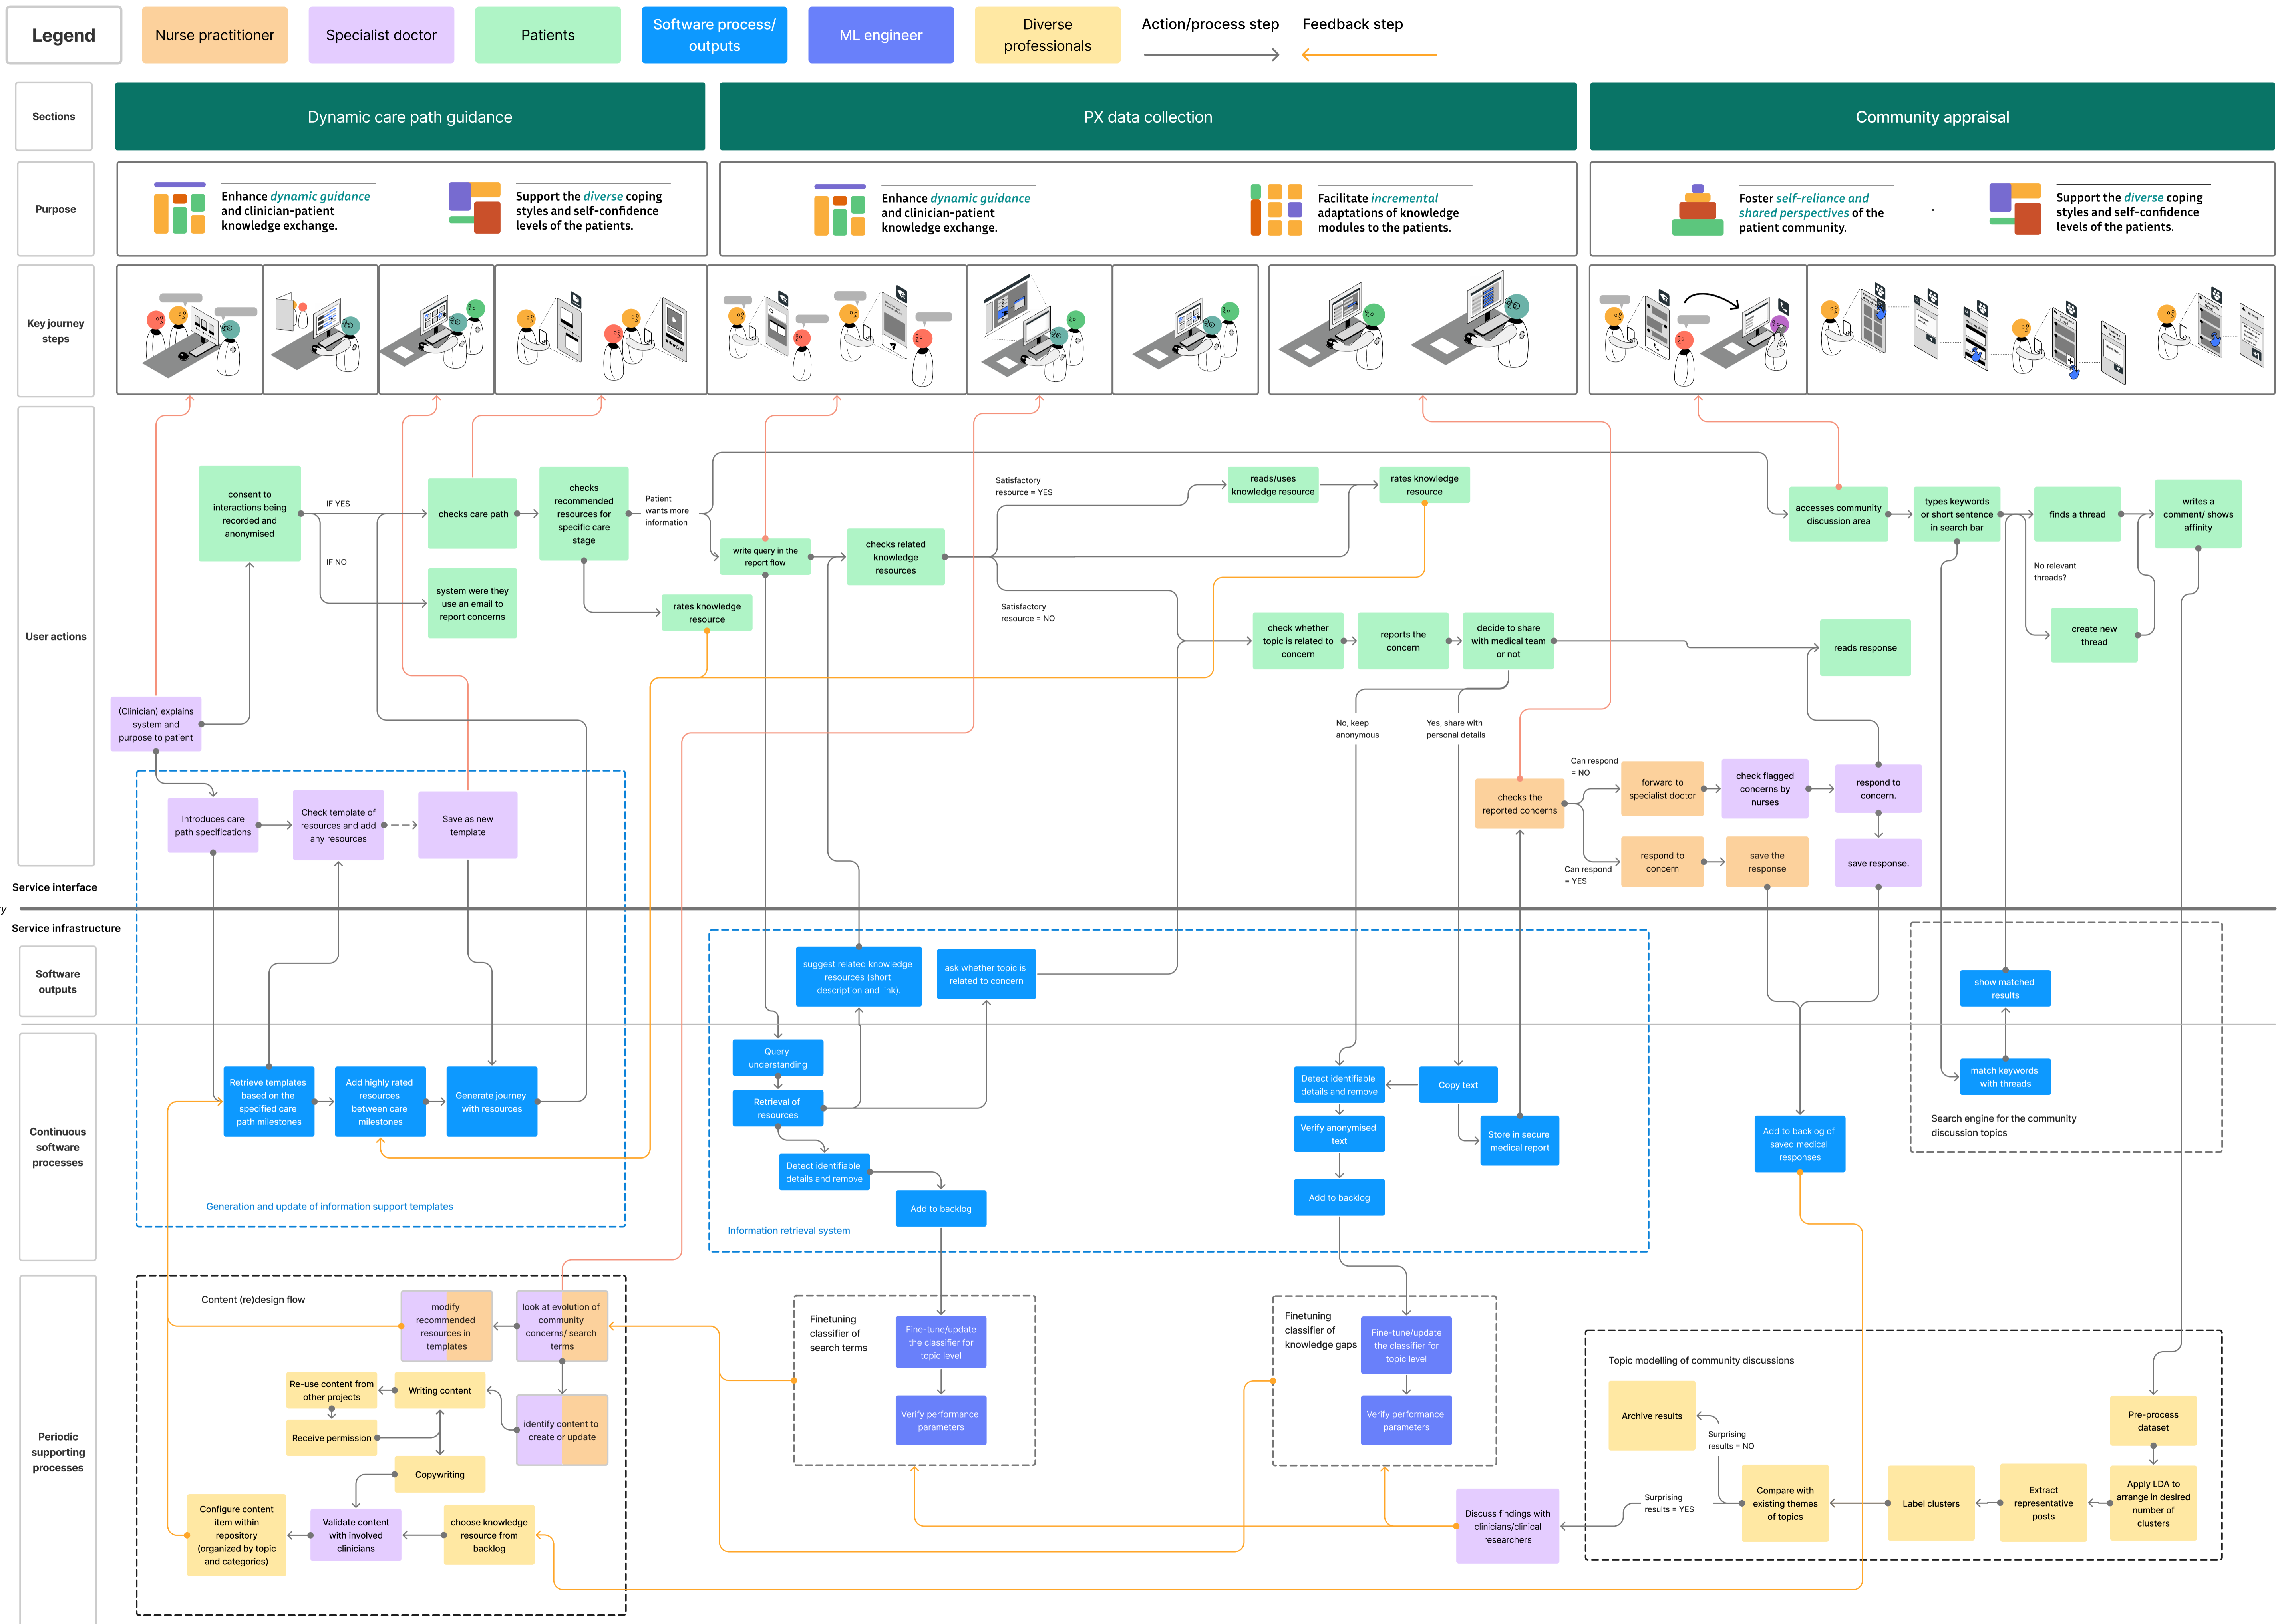 Legend
Nurse practitioner
Specialist doctor
Patients
Software process/
outputs
ML engineer
Diverse
professionals
Action/process step
Feedback step
Sections
Dynamic care path guidance
PX data collection
Community appraisal
Purpose
Enhance dynamic guidance
and clinician-patient
knowledge exchange.
Support the diverse coping
styles and self-confidence
levels of the patients.
Enhance dynamic guidance
and clinician-patient
knowledge exchange.
Facilitate incremental
adaptations of knowledge
modules to the patients.
Foster self-reliance and
shared perspectives of the
patient community.
Support the diverse coping
styles and self-confidence
levels of the patients.
Key journey
steps
User actions
consent to
interactions being
recorded and
anonymised
IF YES
IF NO
checks care path
system were they
use an email to
report concerns
checks
recommended
resources for
specific care
stage
Patient
wants more
information
rates knowledge
resource
write query in the
report flow
checks related
knowledge
resources
Satisfactory
resource = YES
Satisfactory
resource = NO
reads/uses
knowledge resource
rates knowledge
resource
check whether
topic is related to
concern
reports the
concern
decide to share
with medical team
or not
No, keep
anonymous
Yes, share with
personal details
accesses community
discussion area
types keywords
or short sentence
in search bar
finds a thread
writes a
comment/ shows
affinity
No relevant
threads?
create new
thread
reads response
(Clinician) explains
system and
purpose to patient
Introduces care
path specifications
Check template of
resources and add
any resources
Save as new
template
checks the
reported concerns
Can respond
= NO
Can respond
= YES
forward to
specialist doctor
check flagged
concerns by
nurses
respond to
concern.
respond to
concern
save the
response
save response.
Service interface
y
Service infrastructure
Software
outputs
suggest related knowledge
resources (short
description and link).
ask whether topic is
related to concern
show matched
results
Continuous
software
processes
Retrieve templates
based on the
specified care
path milestones
Add highly rated
resources
between care
milestones
Generate journey
with resources
Generation and update of information support templates
Query
understanding
Retrieval of
resources
Detect identifiable
details and remove
Add to backlog
Information retrieval system
Detect identifiable
details and remove
Copy text
Verify anonymised
text
Store in secure
medical report
Add to backlog
Add to backlog of
saved medical
responses
match keywords
with threads
Search engine for the community
discussion topics
Periodic
supporting
processes
Content (re)design flow
modify
recommended
resources in
templates
look at evolution of
community
concerns/ search
terms
Re-use content from
other projects
Writing content
Receive permission
identify content to
create or update
Copywriting
Configure content
item within
repository
(organized by topic
and categories)
Validate content
with involved
clinicians
choose knowledge
resource from
backlog
Finetuning
classifier of
search terms
Fine-tune/update
the classifier for
topic level
Verify performance
parameters
Finetuning
classifier of
knowledge gaps
Fine-tune/update
the classifier for
topic level
Verify performance
parameters
Discuss findings with
clinicians/clinical
researchers
Topic modelling of community discussions
Archive results
Surprising
results = NO
Surprising
results = YES
Compare with
existing themes
of topics
Label clusters
Extract
representative
posts
Pre-process
dataset
Apply LDA to
arrange in desired
number of
clusters